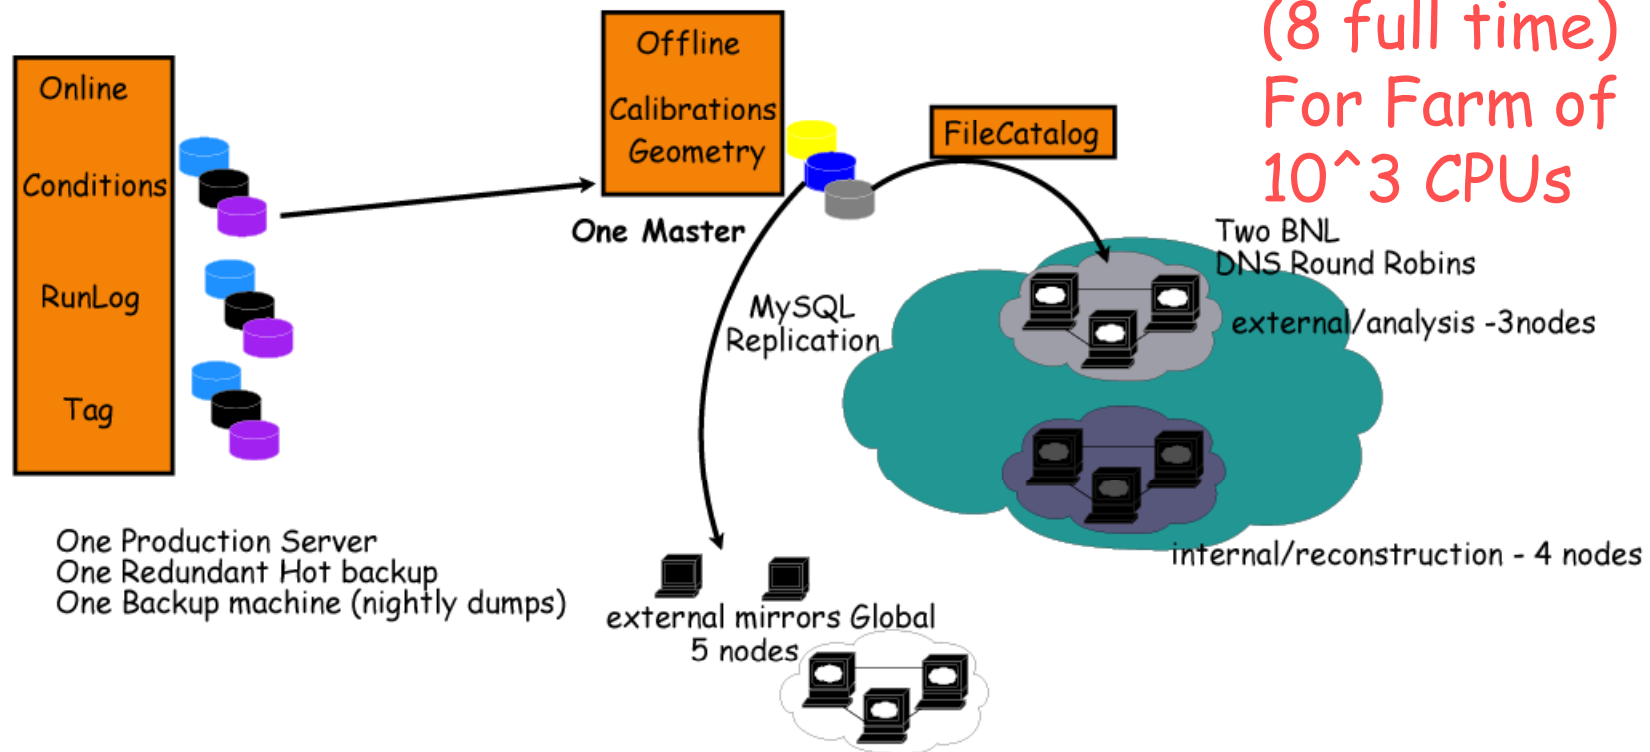 Online
Conditions
RunLog
Tag
One Production Server
One Redundant Hot backup
One Backup machine (nightly dumps)
Offline
Calibrations
Geometry
One Master
FileCatalog
(8 full time)
For Farm of
10^3 CPUs
Two BNL
DNS Round Robins
external/analysis -3nodes
MySQL
Replication
internal/reconstruction - 4 nodes
external mirrors Global
5 nodes